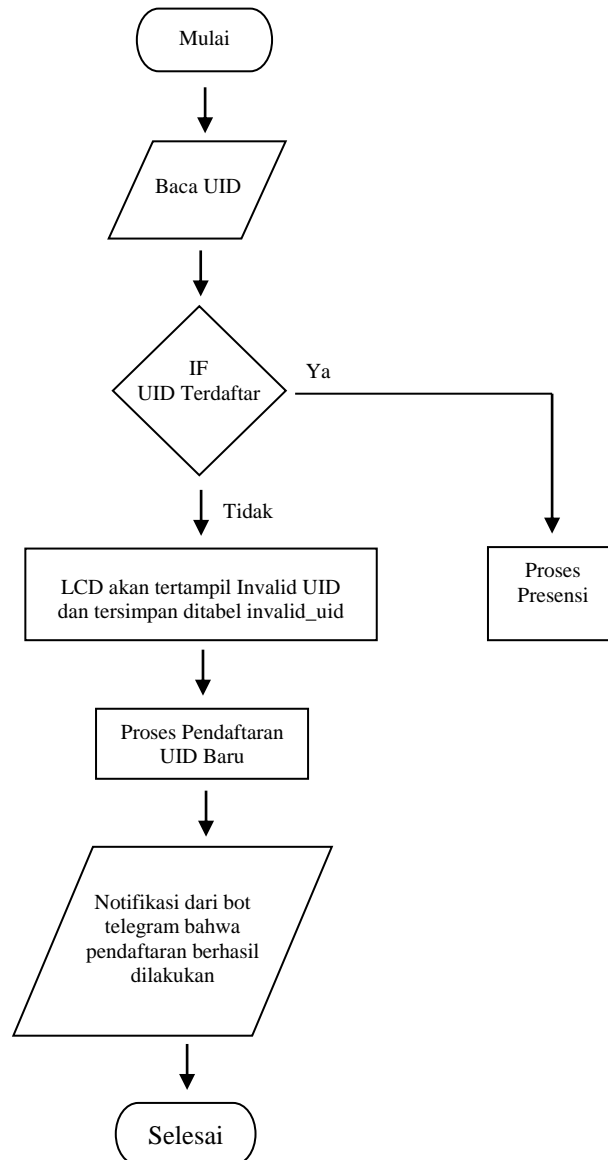 Mulai
Baca UID
IF
UID Terdaftar
Ya
Tidak
LCD akan tertampil Invalid UID
dan tersimpan ditabel invalid_uid
Proses
Presensi
Proses Pendaftaran
UID Baru
Notifikasi dari bot
telegram bahwa
pendaftaran berhasil
dilakukan
Selesai